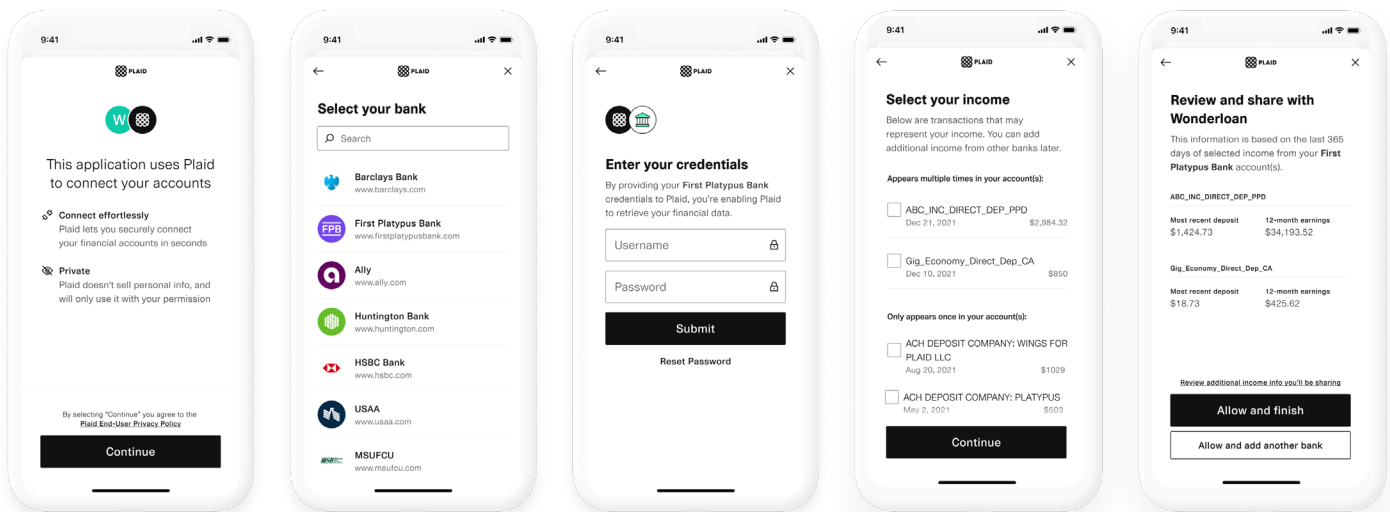 9:41
PLAID
W
This application uses Plaid
to connect your accounts
Connect effortlessly
Plaid lets you securely connect
your financial accounts in seconds
Private
Plaid doesn't sell personal info, and
will only use it with your permission
By selecting "Continue" you agree to the
Plaid End-User Privacy Policy
Continue
9:41
PLAID
Select your bank
Search
Barclays Bank
www.barclays.com
FPB
First Platypus Bank
www.firstplatypusbank.com
Ally
www.ally.com
Huntington Bank
www.huntington.com
HSBC Bank
www.hsbc.com
USAA
www.usaa.com
MSUFCU
www.msufcu.com
9:41
PLAID
Enter your credentials
By providing your First Platypus Bank
credentials to Plaid, you're enabling Plaid
to retrieve your financial data.
Username
Password
Submit
Reset Password
9:41
PLAID
Select your income
Below are transactions that may
represent your income. You can add
additional income from other banks later.
Appears multiple times in your account(s):
ABC_INC_DIRECT_DEP_PPD
Dec 21, 2021 $2,984.32
Gig_Economy_Direct_Dep_CA
Dec 10, 2021 $850
Only appears once in your account(s):
ACH DEPOSIT COMPANY: WINGS FOR
PLAID LLC
Aug 20, 2021 $1029
ACH DEPOSIT COMPANY: PLATYPUS
May 2, 2021 $503
Continue
9:41
PLAID
Review and share with
Wonderloan
This information is based on the last 365
days of selected income from your First
Platypus Bank account(s).
ABC_INC_DIRECT_DEP_PPD
Most recent deposit 12-month earnings
$1,424.73 $34,193.52
Gig_Economy_Direct_Dep_CA
Most recent deposit 12-month earnings
$18.73 $425.62
Review additional income info you'll be sharing
Allow and finish
Allow and add another bank